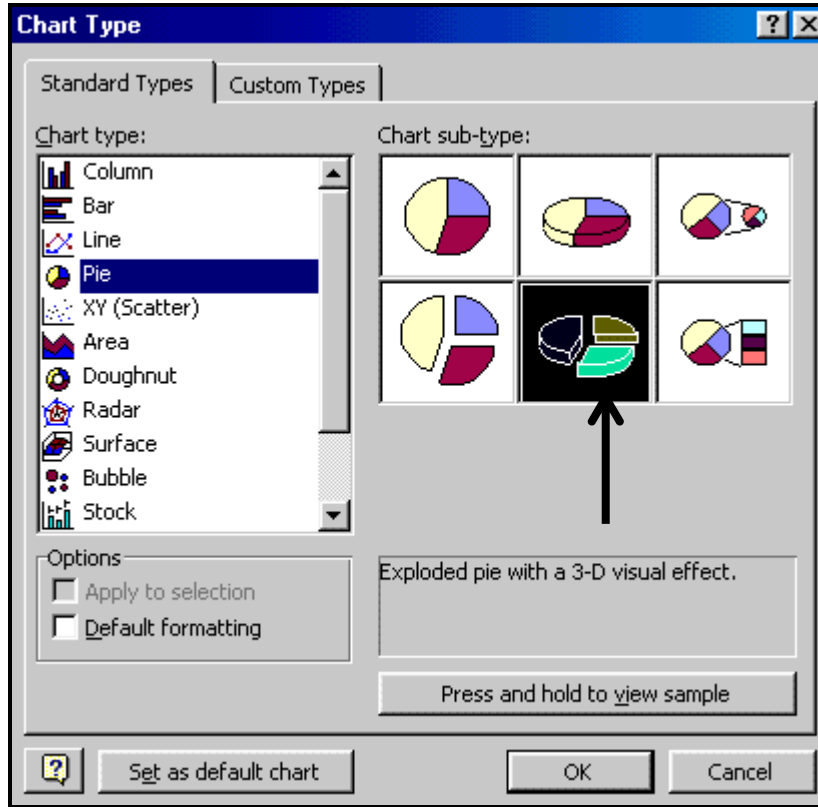 Chart Type
Standard Types
Custom Types
Chart type:
Column
Bar
Line
Pie
XY (Scatter)
Area
Doughnut
Radar
Surface
Bubble
Stock
Chart sub-type:
Options
Apply to selection
Default formatting
Exploded pie with a 3-D visual effect.
Press and hold to view sample
Set as default chart
OK
Cancel